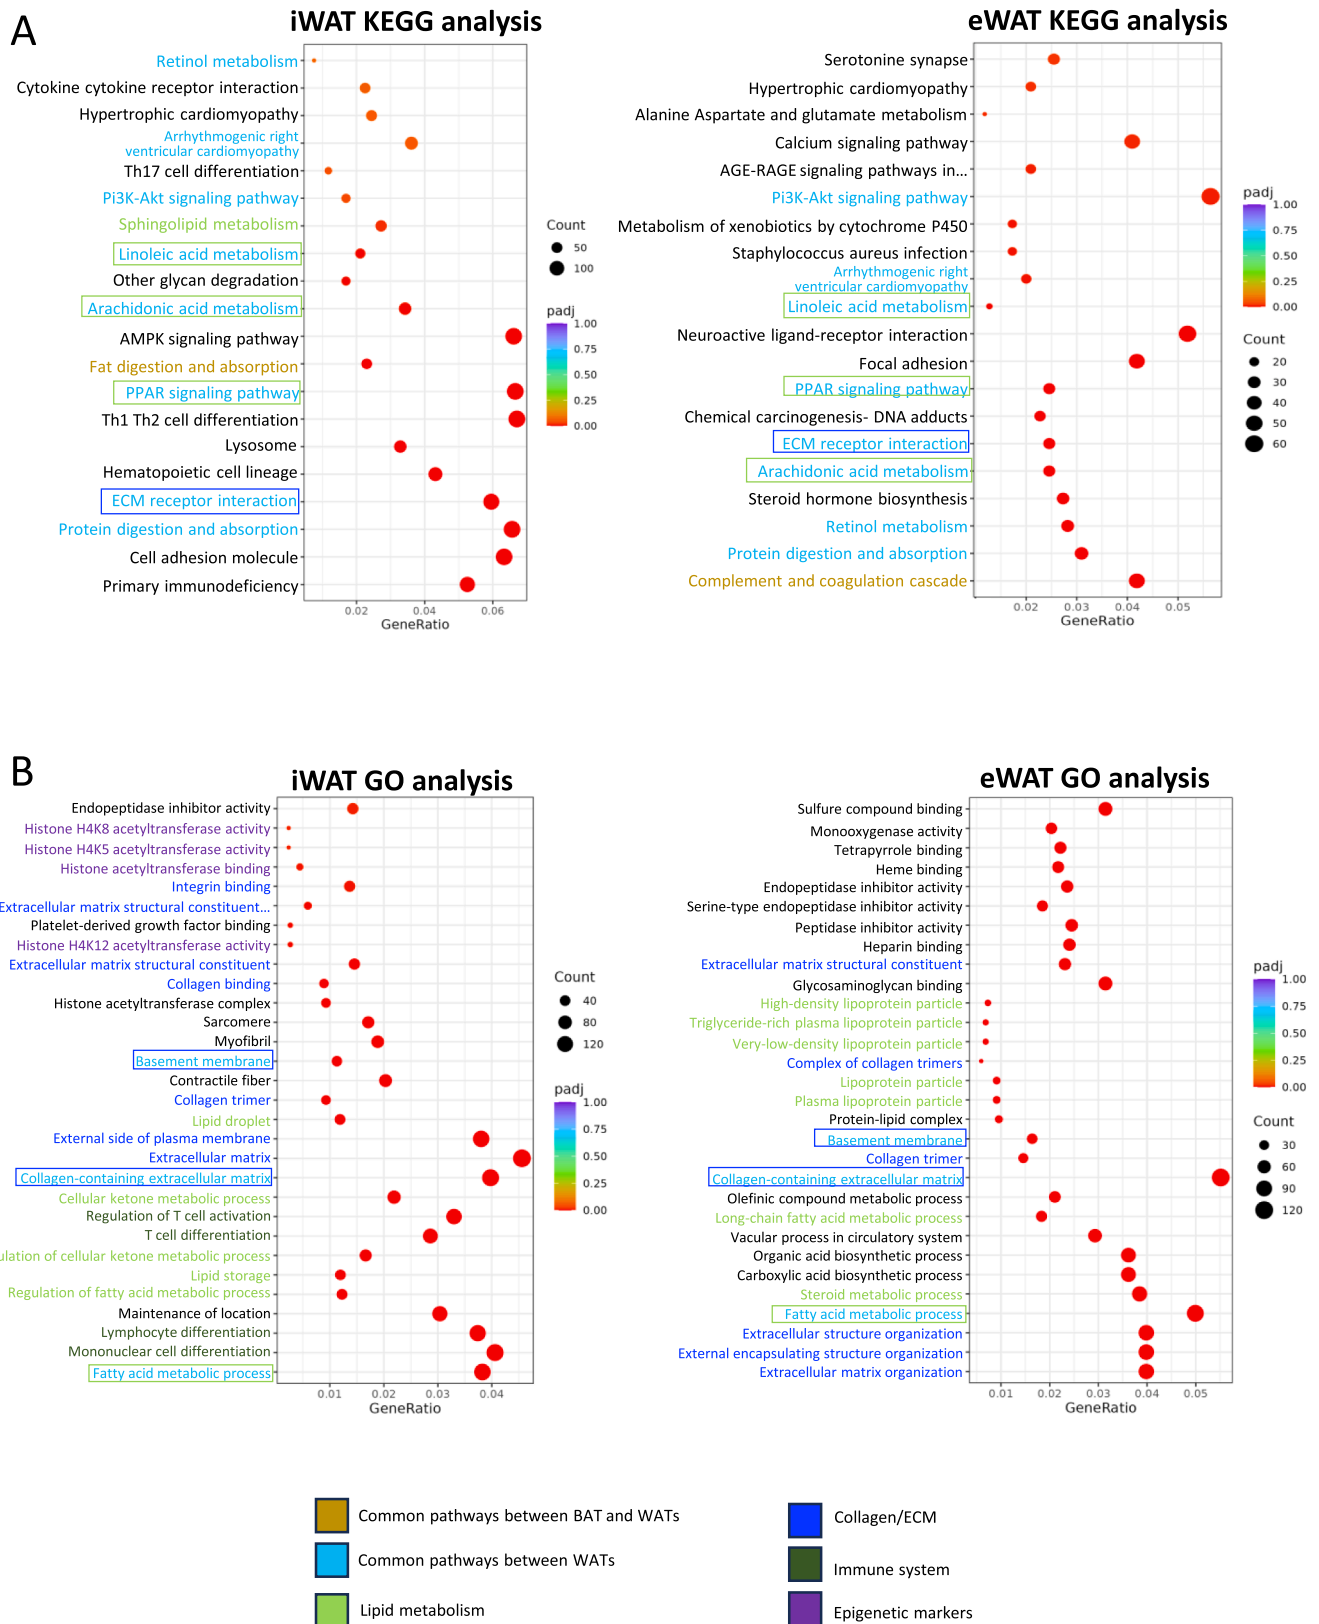 A
iWAT KEGG analysis
Retinol metabolism
Cytokine cytokine receptor interaction
Hypertrophic cardiomyopathy
Arrhythmogenic right
ventricular cardiomyopathy
Th17 cell differentiation
Pi3K-Akt signaling pathway
Sphingolipid metabolism
Linoleic acid metabolism
Other glycan degradation
Arachidonic acid metabolism
AMPK signaling pathway
Fat digestion and absorption
PPAR signaling pathway
Th1 Th2 cell differentiation
Lysosome
Hematopoietic cell lineage
ECM receptor interaction
Protein digestion and absorption
Cell adhesion molecule
Primary immunodeficiency
0.02 0.04 0.06
GeneRatio
Count
50
100
padj
1.00
0.75
0.50
0.25
0.00
eWAT KEGG analysis
Serotonine synapse
Hypertrophic cardiomyopathy
Alanine Aspartate and glutamate metabolism
Calcium signaling pathway
AGE-RAGE signaling pathways in...
Pi3K-Akt signaling pathway
Metabolism of xenobiotics by cytochrome P450
Staphylococcus aureus infection
Arrhythmogenic right
ventricular cardiomyopathy
Linoleic acid metabolism
Neuroactive ligand-receptor interaction
Focal adhesion
PPAR signaling pathway
Chemical carcinogenesis- DNA adducts
ECM receptor interaction
Arachidonic acid metabolism
Steroid hormone biosynthesis
Retinol metabolism
Protein digestion and absorption
Complement and coagulation cascade
0.02 0.03 0.04 0.05
GeneRatio
padj
1.00
0.75
0.50
0.25
0.00
Count
20
30
40
50
60
B
iWAT GO analysis
Endopeptidase inhibitor activity
Histone H4K8 acetyltransferase activity
Histone H4K5 acetyltransferase activity
Histone acetyltransferase binding
Integrin binding
Extracellular matrix structural constituent...
Platelet-derived growth factor binding
Histone H4K12 acetyltransferase activity
Extracellular matrix structural constituent
Collagen binding
Histone acetyltransferase complex
Sarcomere
Myofibril
Basement membrane
Contractile fiber
Collagen trimer
Lipid droplet
External side of plasma membrane
Extracellular matrix
Collagen-containing extracellular matrix
Cellular ketone metabolic process
Regulation of T cell activation
T cell differentiation
ulation of cellular ketone metabolic process
Lipid storage
Regulation of fatty acid metabolic process
Maintenance of location
Lymphocyte differentiation
Mononuclear cell differentiation
Fatty acid metabolic process
0.01 0.02 0.03 0.04
GeneRatio
Count
40
80
120
padj
1.00
0.75
0.50
0.25
0.00
eWAT GO analysis
Sulfure compound binding
Monooxygenase activity
Tetrapyrrole binding
Heme binding
Endopeptidase inhibitor activity
Serine-type endopeptidase inhibitor activity
Peptidase inhibitor activity
Heparin binding
Extracellular matrix structural constituent
Glycosaminoglycan binding
High-density lipoprotein particle
Triglyceride-rich plasma lipoprotein particle
Very-low-density lipoprotein particle
Complex of collagen trimers
Lipoprotein particle
Plasma lipoprotein particle
Protein-lipid complex
Basement membrane
Collagen trimer
Collagen-containing extracellular matrix
Olefinic compound metabolic process
Long-chain fatty acid metabolic process
Vacular process in circulatory system
Organic acid biosynthetic process
Carboxylic acid biosynthetic process
Steroid metabolic process
Fatty acid metabolic process
Extracellular structure organization
External encapsulating structure organization
Extracellular matrix organization
0.01 0.02 0.03 0.04 0.05
GeneRatio
padj
1.00
0.75
0.50
0.25
0.00
Count
30
60
90
120
Common pathways between BAT and WATs
Common pathways between WATs
Lipid metabolism
Collagen/ECM
Immune system
Epigenetic markers